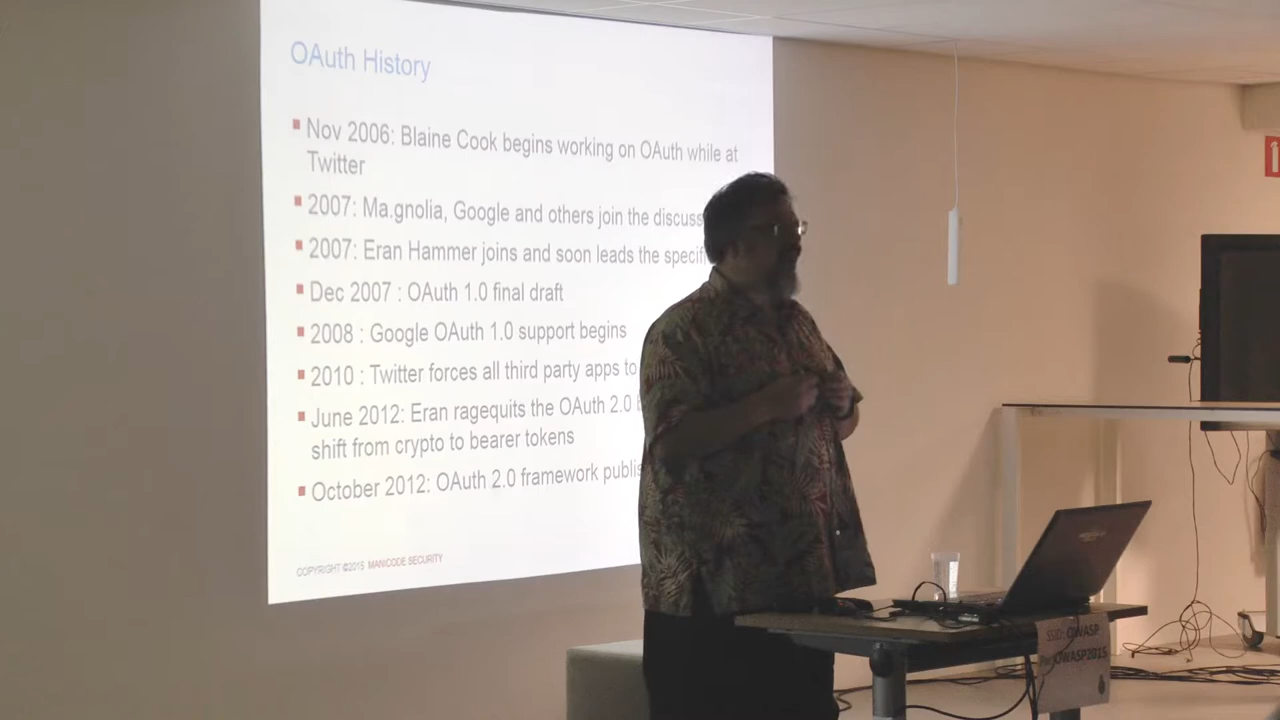 OAuth History
Nov 2006: Blaine Cook begins working on OAuth while at
Twitter
2007: Ma.gnolia, Google and others join the discuss
2007: Eran Hammer joins and soon leads the specif
Dec 2007 : OAuth 1.0 final draft
2008 : Google OAuth 1.0 support begins
2010 : Twitter forces all third party apps to
June 2012: Eran ragequits the OAuth 2.0
shift from crypto to bearer tokens
October 2012: OAuth 2.0 framework publis
COPYRIGHT ©2015 MANICODE SECURITY
SSID: OWASP
OWASP2015